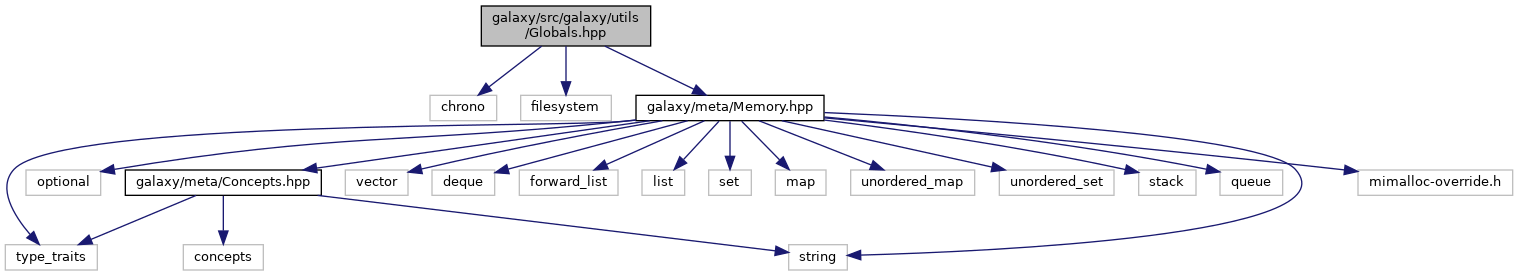 galaxy/src/galaxy/utils
/Globals.hpp
chrono
filesystem
galaxy/meta/Memory.hpp
optional
galaxy/meta/Concepts.hpp
vector
deque
forward_list
list
set
map
unordered_map
unordered_set
stack
queue
mimalloc-override.h
type_traits
concepts
string